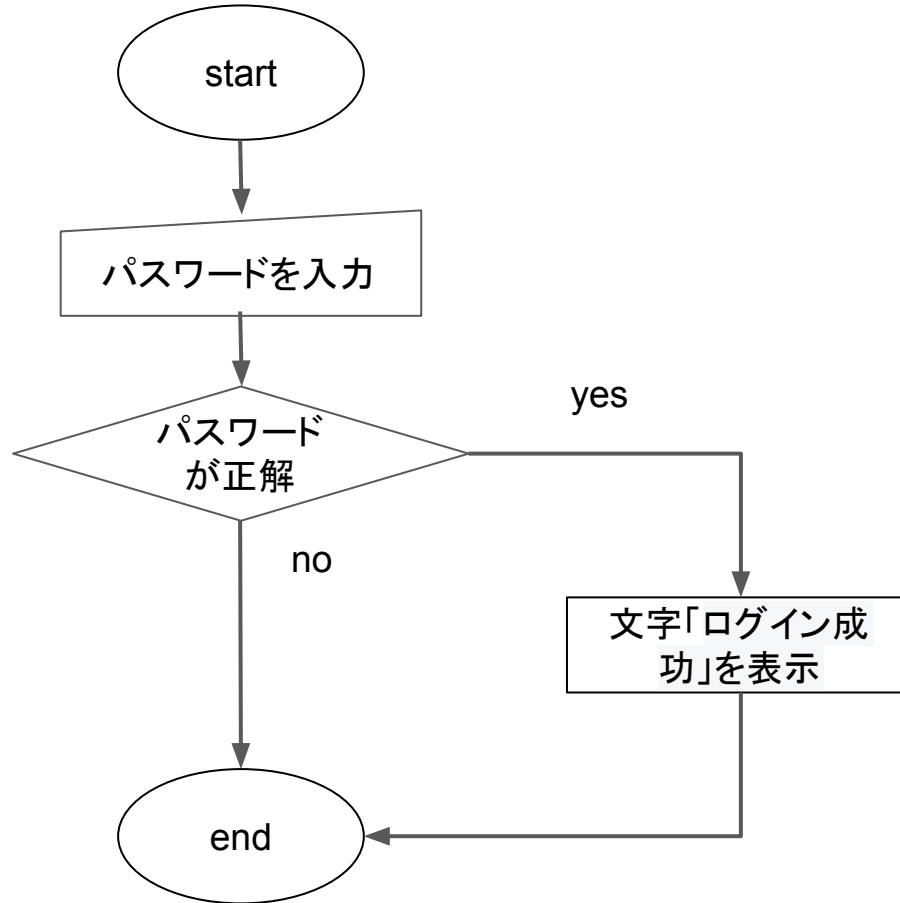 start
パスワードを入力
パスワード
が正解
yes
no
文字「ログイン成
功」を表示
end